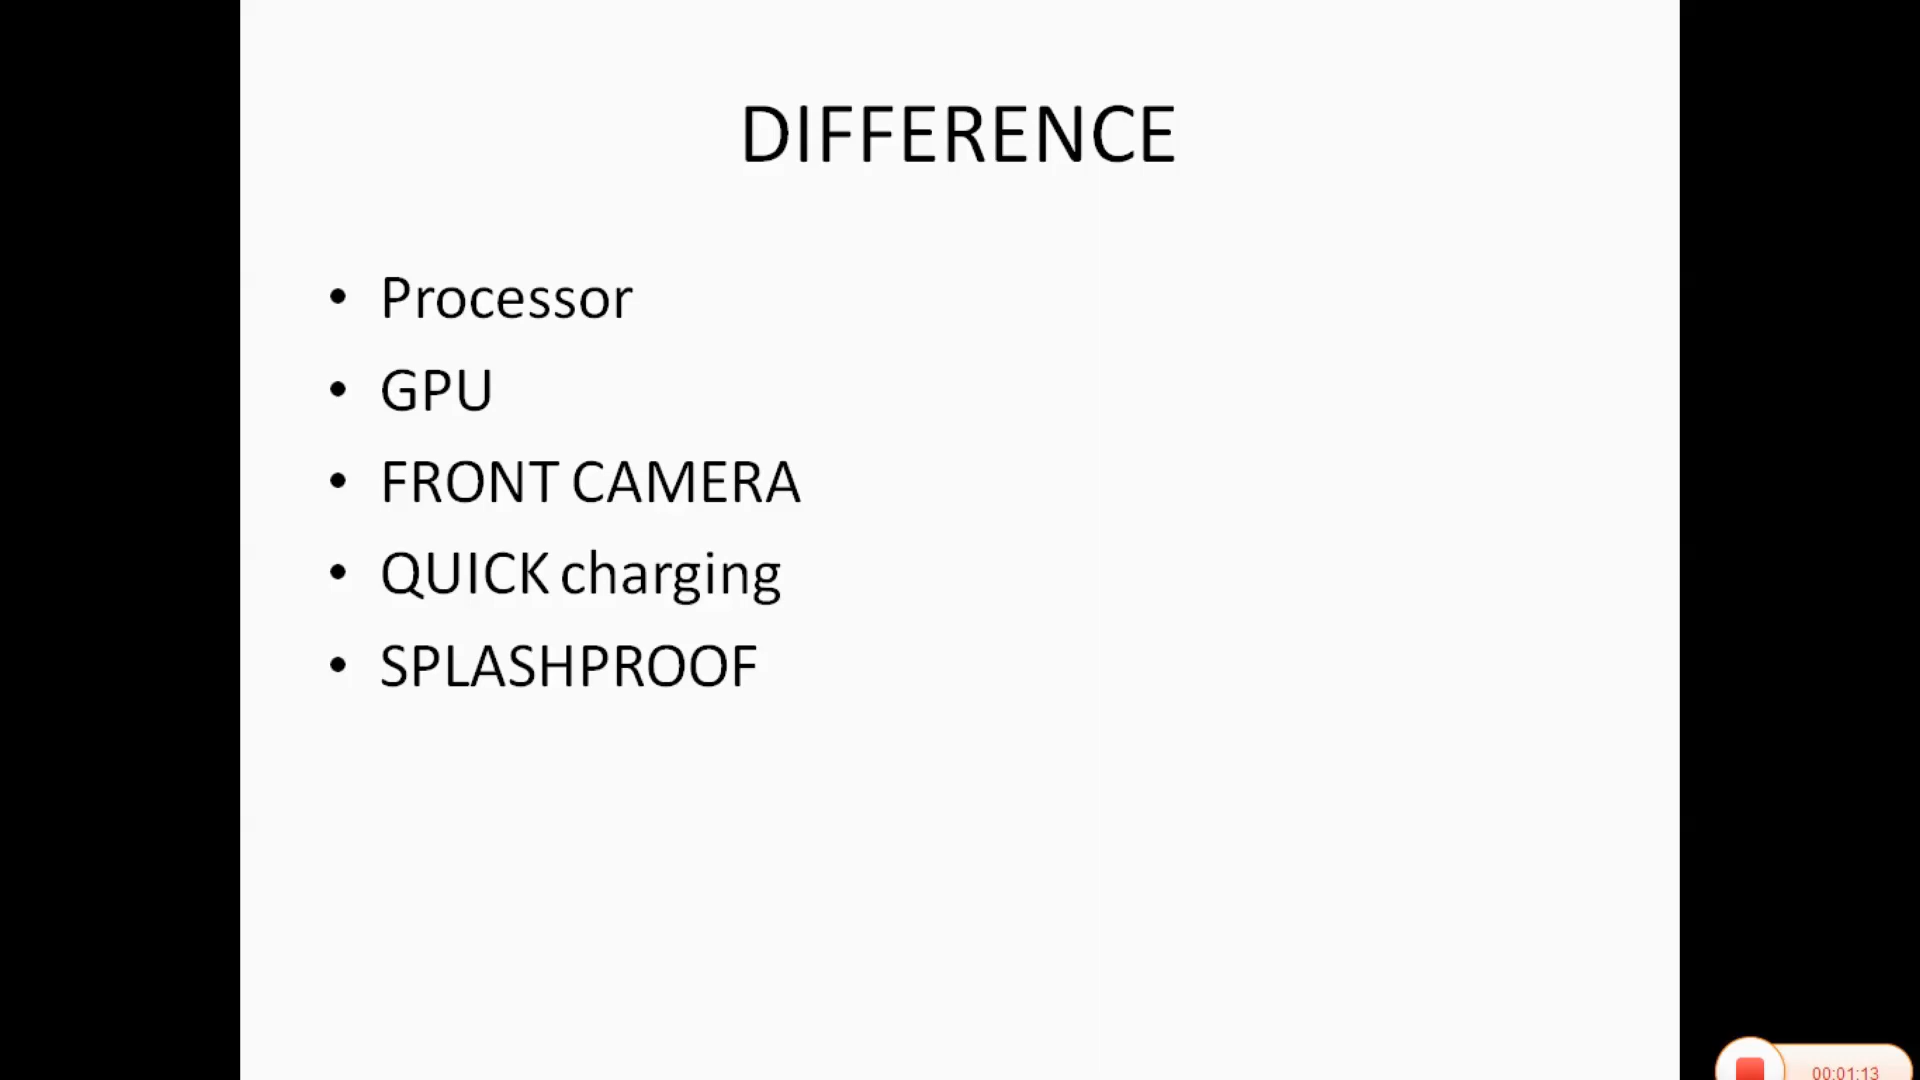 DIFFERENCE
• Processor
• GPU
• FRONT CAMERA
• QUICK charging
• SPLASHPROOF
00:01:13